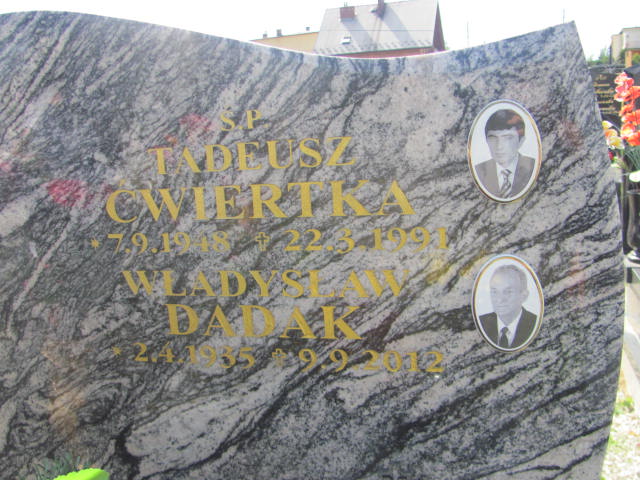 Ś.P
TADEUSZ
ĆWIERTKA
* 7.9.1948 ✝ 22.3.1991
WŁADYSŁAW
DADAK
* 2.4.1935 ✝ 9.9.2012